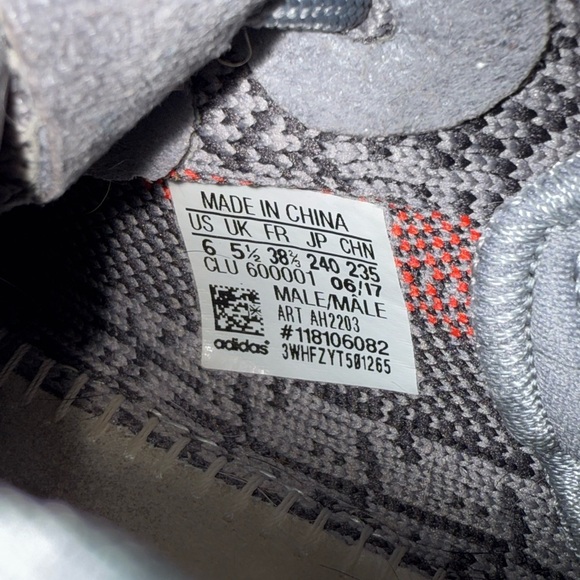 MADE IN CHINA
US UK FR JP CHN
6 5½ 38⅔ 240 235
CLU 600001 06/17
MALE/MÂLE
ART AH2203
#118106082
adidas 3WHFZYT501265